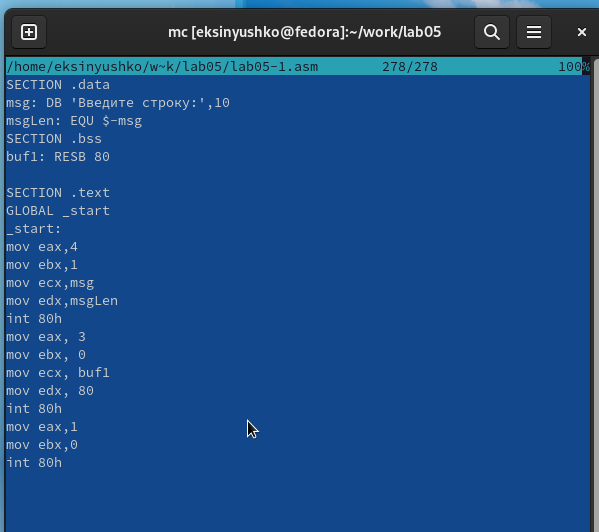 mc [eksinyushko@fedora]:~/work/lab05
/home/eksinyushko/w~k/lab05/lab05-1.asm 278/278 100%
SECTION .data
msg: DB 'Введите строку:',10
msgLen: EQU $-msg
SECTION .bss
buf1: RESB 80
SECTION .text
GLOBAL _start
_start:
mov eax,4
mov ebx,1
mov ecx,msg
mov edx,msgLen
int 80h
mov eax, 3
mov ebx, 0
mov ecx, buf1
mov edx, 80
int 80h
mov eax,1
mov ebx,0
int 80h